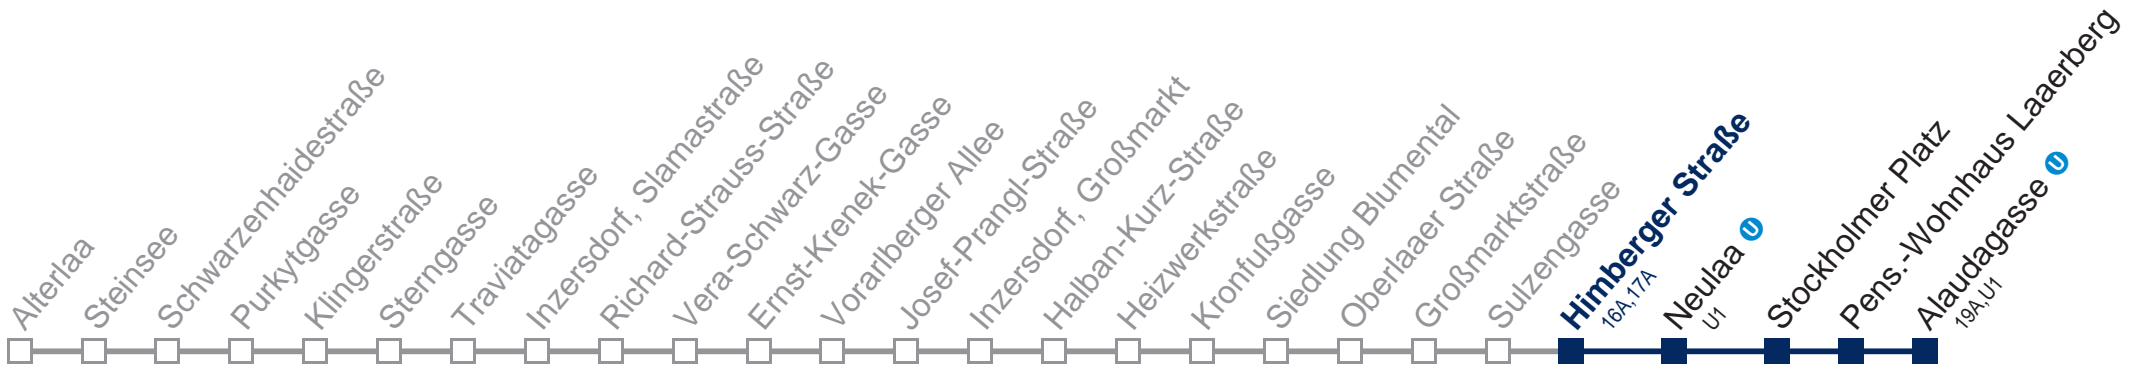 Alterlaa
Steinsee
Schwarzenhaidestraße
Purkytgasse
Klingerstraße
Sterngasse
Traviatagasse
Inzersdorf, Slamastraße
Richard-Strauss-Straße
Vera-Schwarz-Gasse
Ernst-Krenek-Gasse
Vorarlberger Allee
Josef-Prangl-Straße
Inzersdorf, Großmarkt
Halban-Kurz-Straße
Heizwerkstraße
Kronfußgasse
Siedlung Blumental
Oberlaaer Straße
Großmarktstraße
Sulzengasse
Himberger Straße
16A,17A
Neulaa U
U1
Stockholmer Platz
Pens.-Wohnhaus Laaerberg
Alaudagasse U
19A,U1